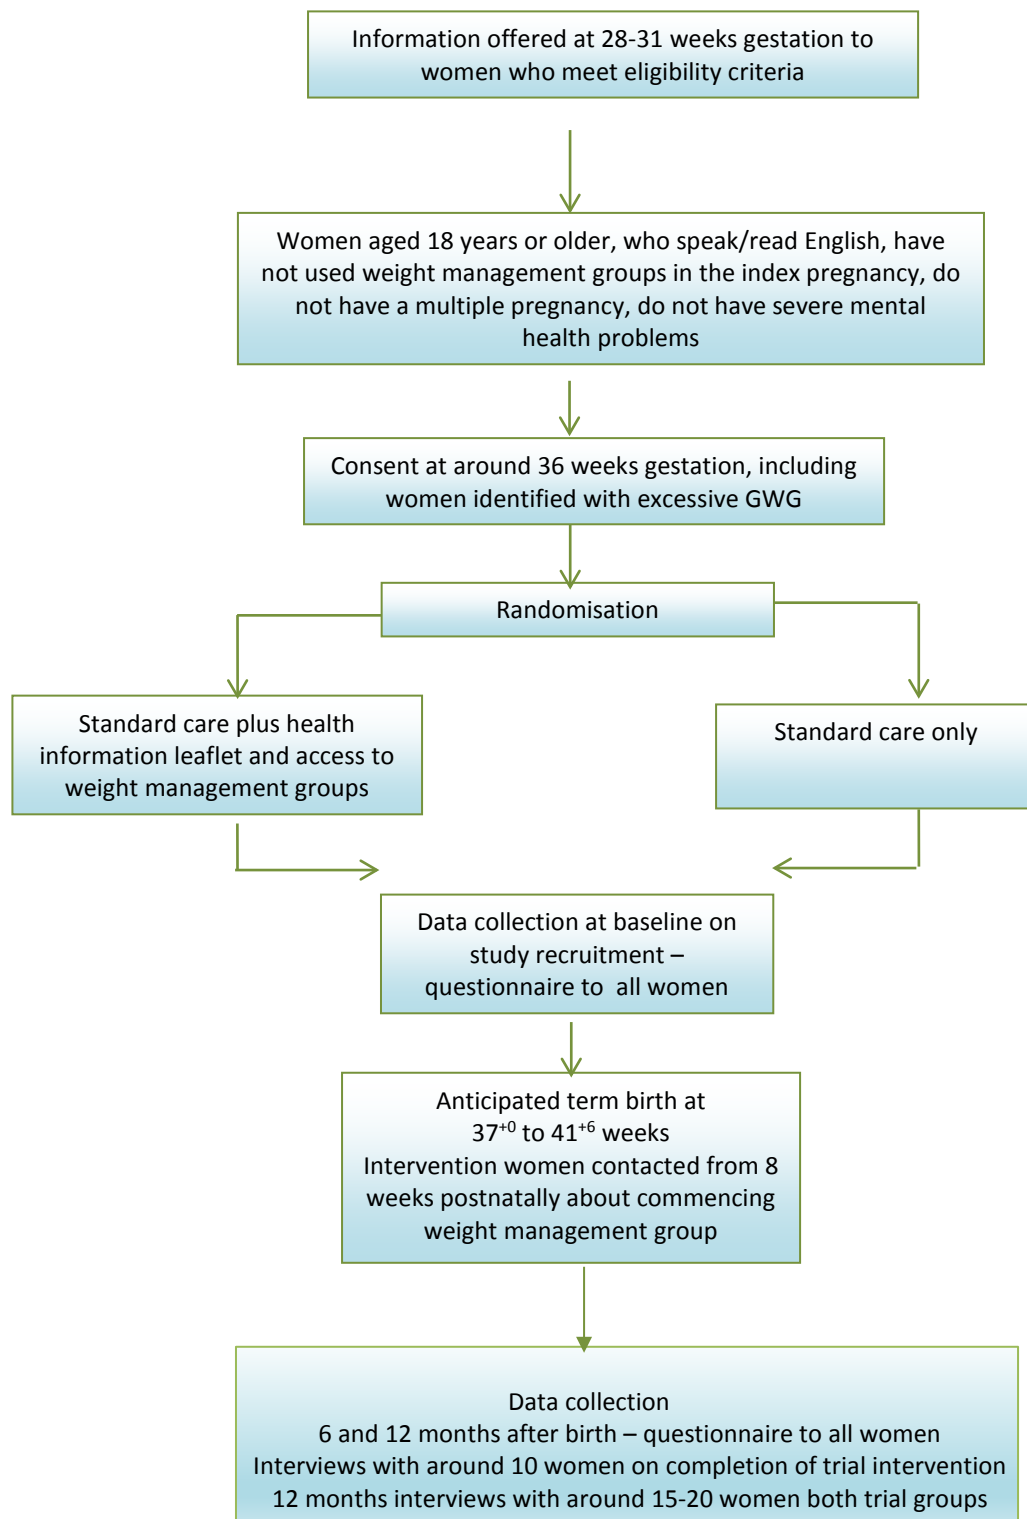 Information offered at 28-31 weeks gestation to
women who meet eligibility criteria
Women aged 18 years or older, who speak/read English, have
not used weight management groups in the index pregnancy, do
not have a multiple pregnancy, do not have severe mental
health problems
Consent at around 36 weeks gestation, including
women identified with excessive GWG
Randomisation
Standard care plus health
information leaflet and access to
weight management groups
Standard care only
Data collection at baseline on
study recruitment –
questionnaire to all women
Anticipated term birth at
37⁺⁰ to 41⁺⁶ weeks
Intervention women contacted from 8
weeks postnatally about commencing
weight management group
Data collection
6 and 12 months after birth – questionnaire to all women
Interviews with around 10 women on completion of trial intervention
12 months interviews with around 15-20 women both trial groups